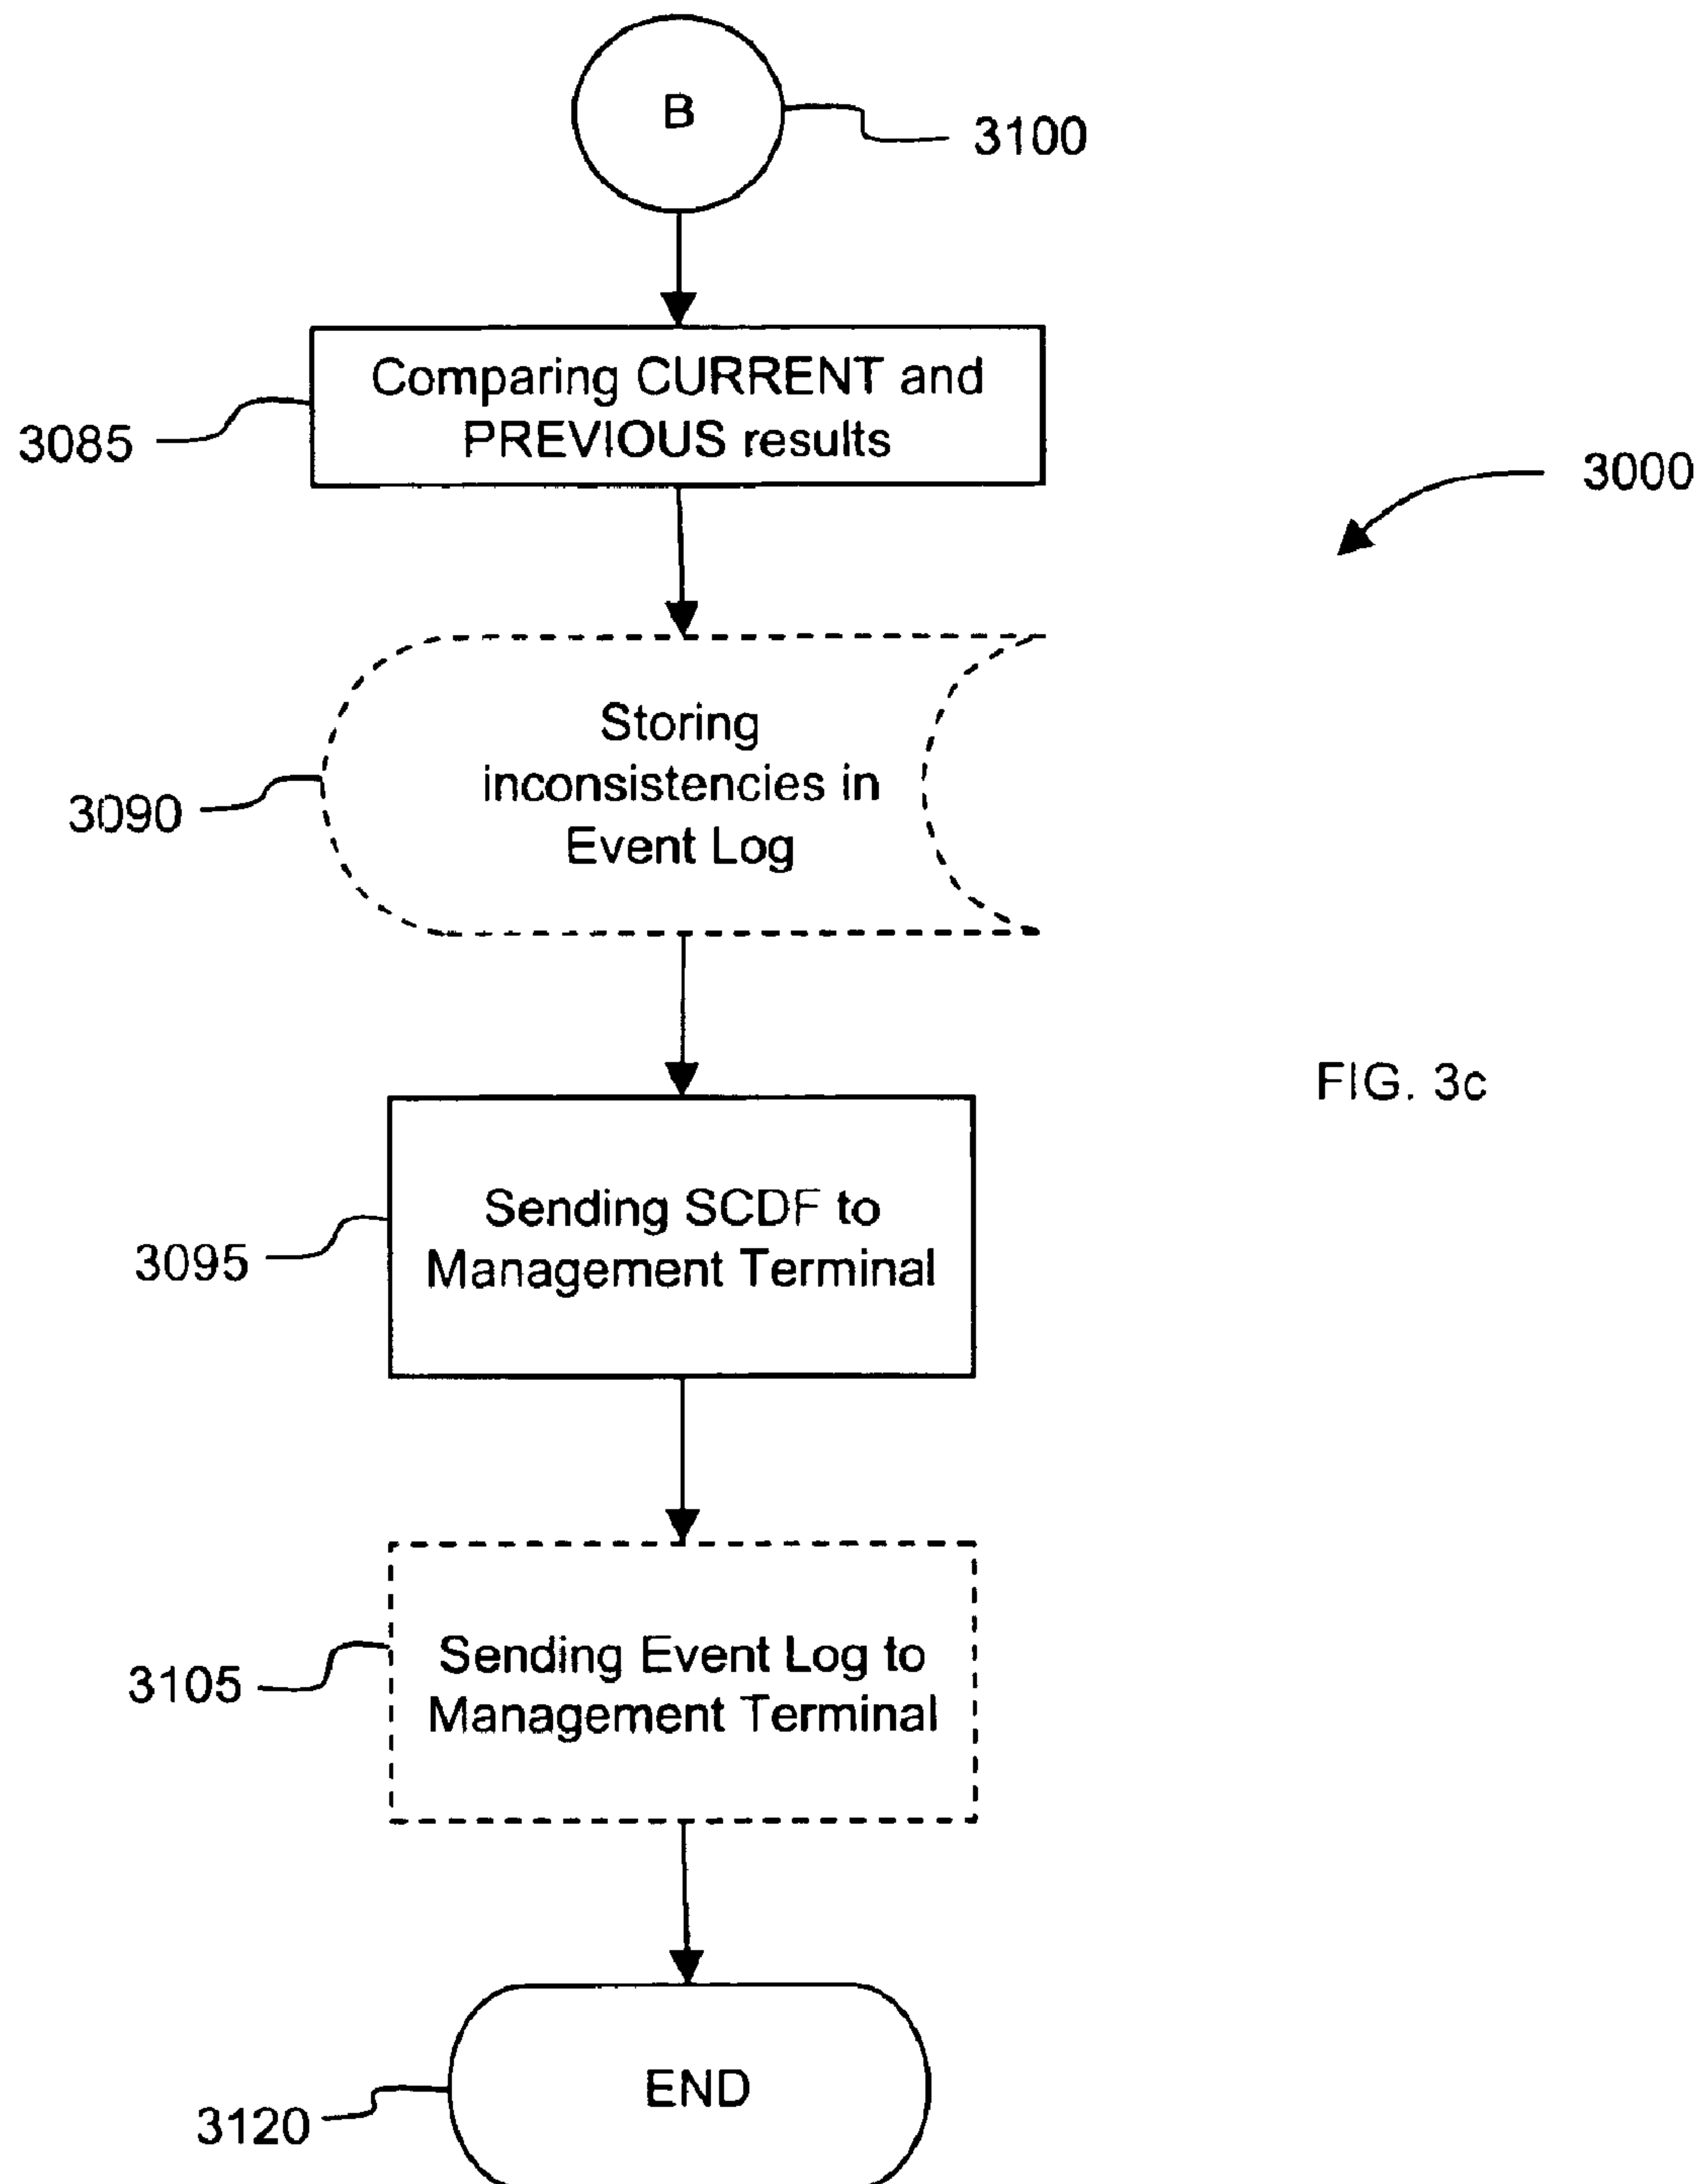 B
3100
Comparing CURRENT and
PREVIOUS results
3085
3000
Storing
inconsistencies in
Event Log
3090
FIG. 3c
Sending SCDF to
Management Terminal
3095
Sending Event Log to
Management Terminal
3105
END
3120